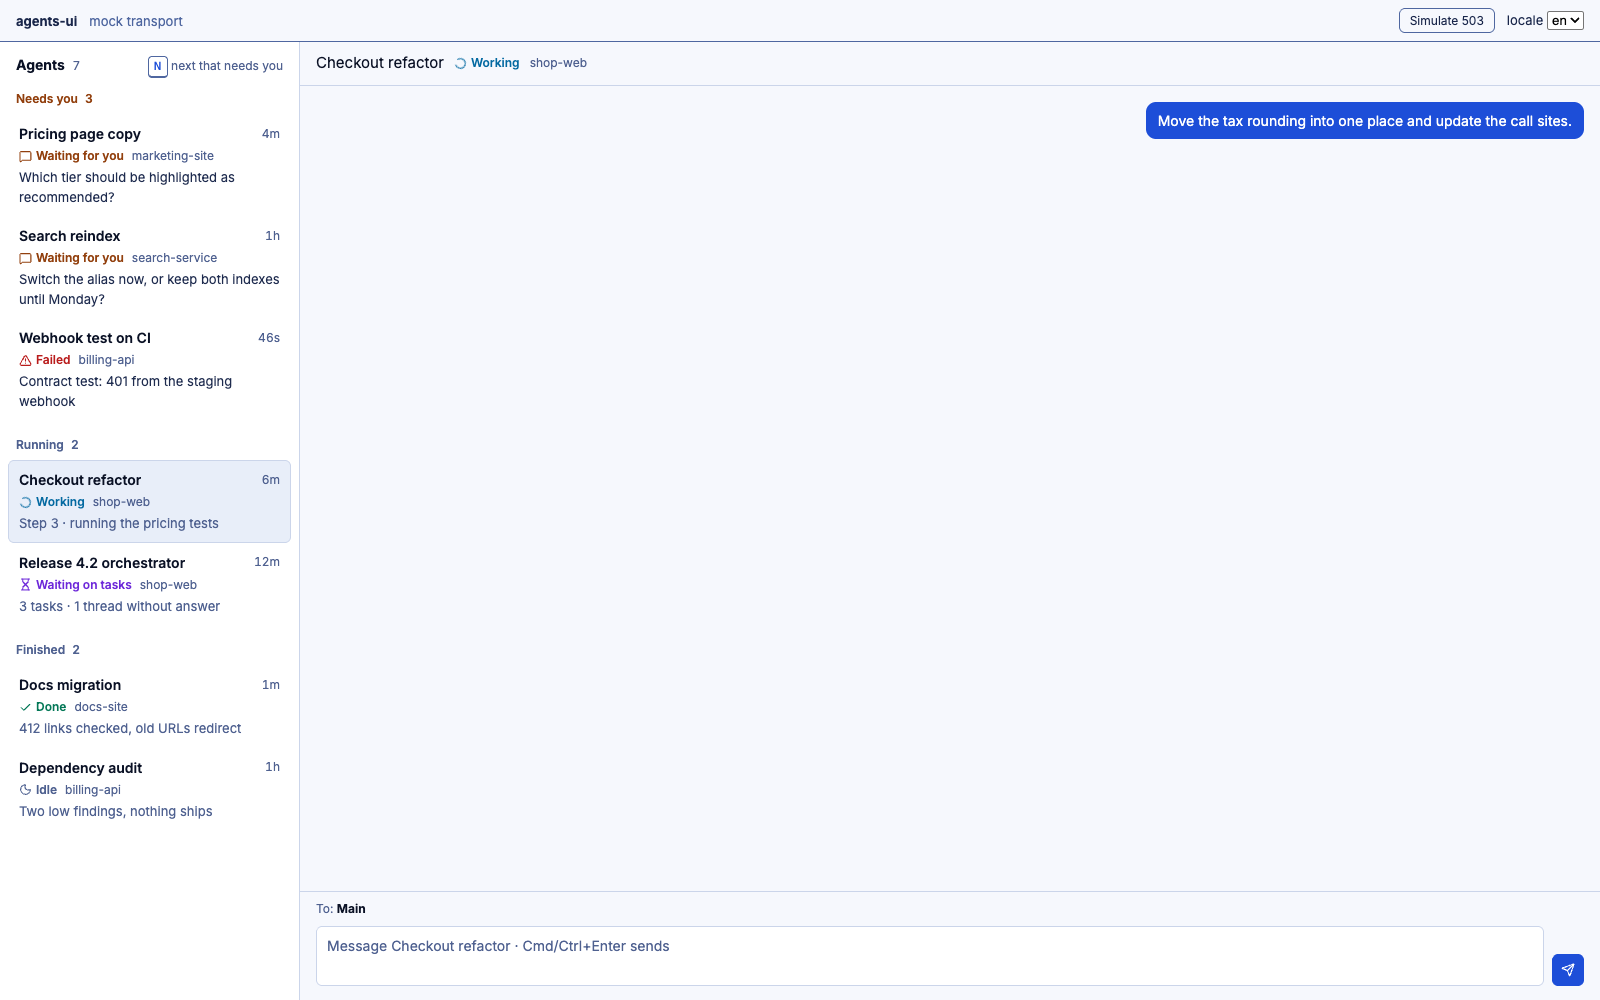 agents-ui mock transport
Simulate 503 locale en
Agents 7 N next that needs you
Needs you 3
Pricing page copy 4m
Waiting for you marketing-site
Which tier should be highlighted as
recommended?
Search reindex 1h
Waiting for you search-service
Switch the alias now, or keep both indexes
until Monday?
Webhook test on CI 46s
Failed billing-api
Contract test: 401 from the staging
webhook
Running 2
Checkout refactor 6m
Working shop-web
Step 3 · running the pricing tests
Release 4.2 orchestrator 12m
Waiting on tasks shop-web
3 tasks · 1 thread without answer
Finished 2
Docs migration 1m
Done docs-site
412 links checked, old URLs redirect
Dependency audit 1h
Idle billing-api
Two low findings, nothing ships
Checkout refactor Working shop-web
Move the tax rounding into one place and update the call sites.
To: Main
Message Checkout refactor · Cmd/Ctrl+Enter sends